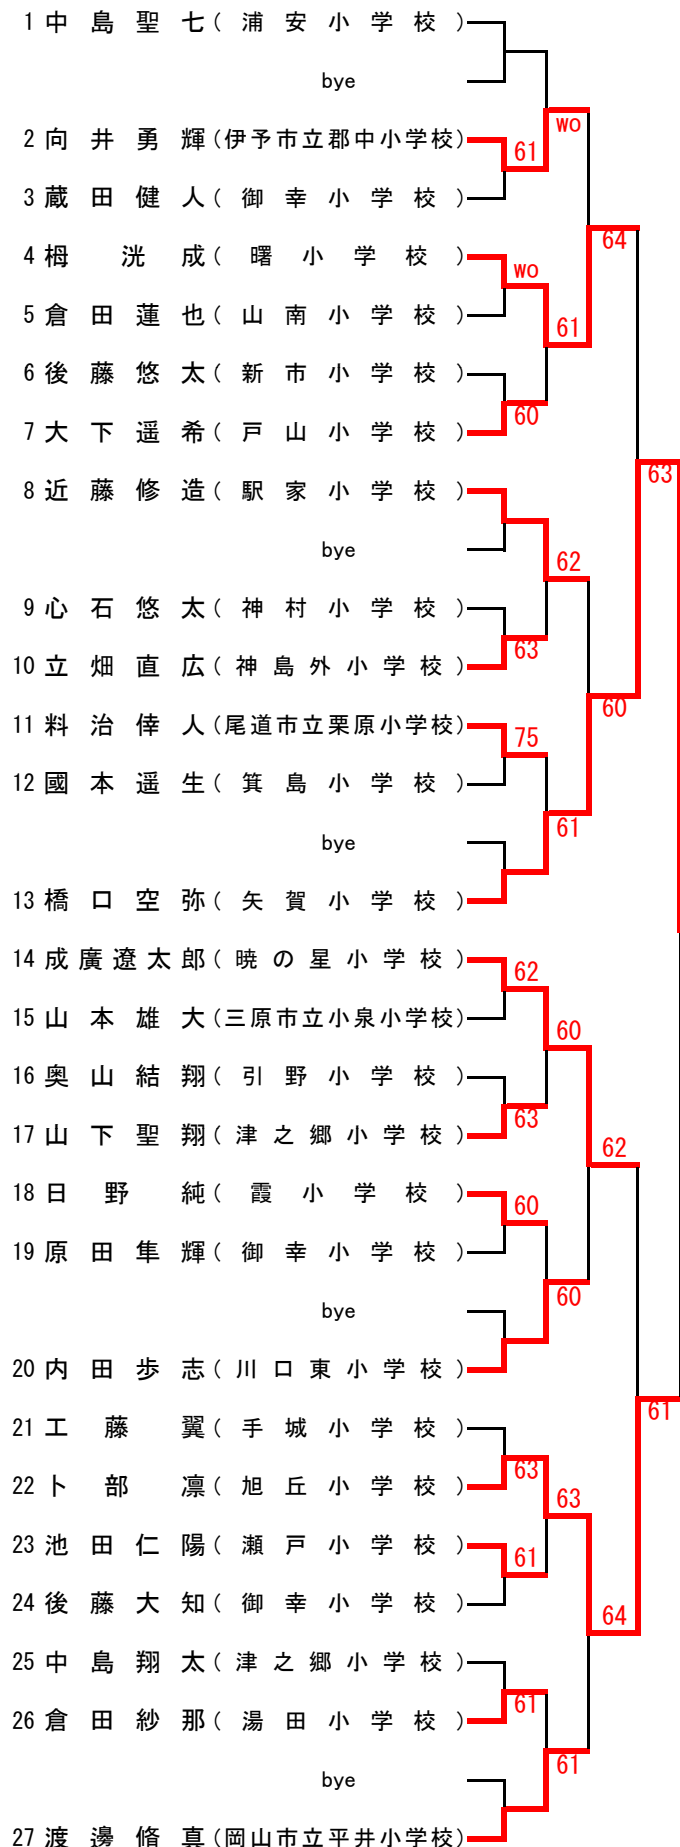 1 中島聖七 (浦安小学校)
bye
WO
2 向井勇輝 (伊予市立郡中小学校)
61
3 蔵田健人 (御幸小学校)
64
4 栂洸成 (曙小学校)
WO
5 倉田蓮也 (山南小学校)
61
6 後藤悠太 (新市小学校)
60
7 大下遥希 (戸山小学校)
63
8 近藤修造 (駅家小学校)
bye
62
9 心石悠太 (神村小学校)
63
10 立畑直広 (神島外小学校)
60
11 料治倖人 (尾道市立栗原小学校)
75
12 國本遥生 (箕島小学校)
61
bye
13 橋口空弥 (矢賀小学校)
14 成廣遼太郎 (暁の星小学校)
62
15 山本雄大 (三原市立小泉小学校)
60
16 奥山結翔 (引野小学校)
63
17 山下聖翔 (津之郷小学校)
62
18 日野純 (霞小学校)
60
19 原田隼輝 (御幸小学校)
60
bye
20 内田歩志 (川口東小学校)
61
21 工藤翼 (手城小学校)
63
22 卜部凛 (旭丘小学校)
63
23 池田仁陽 (瀬戸小学校)
61
24 後藤大知 (御幸小学校)
64
25 中島翔太 (津之郷小学校)
61
26 倉田紗那 (湯田小学校)
61
bye
27 渡邊脩真 (岡山市立平井小学校)